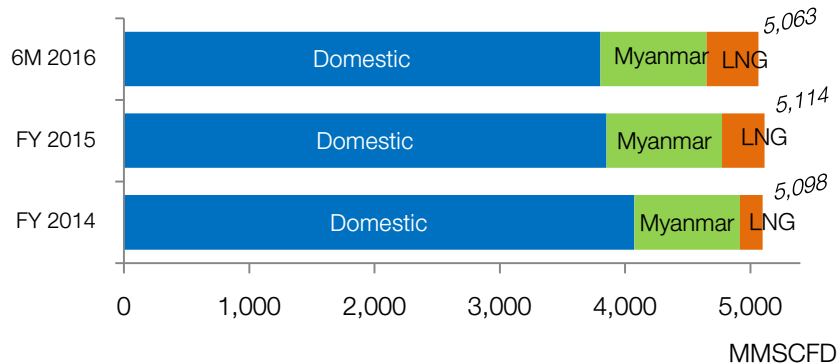 5,063
6M 2016 Domestic Myanmar LNG
5,114
FY 2015 Domestic Myanmar LNG
5,098
FY 2014 Domestic Myanmar LNG
0 1,000 2,000 3,000 4,000 5,000
MMSCFD